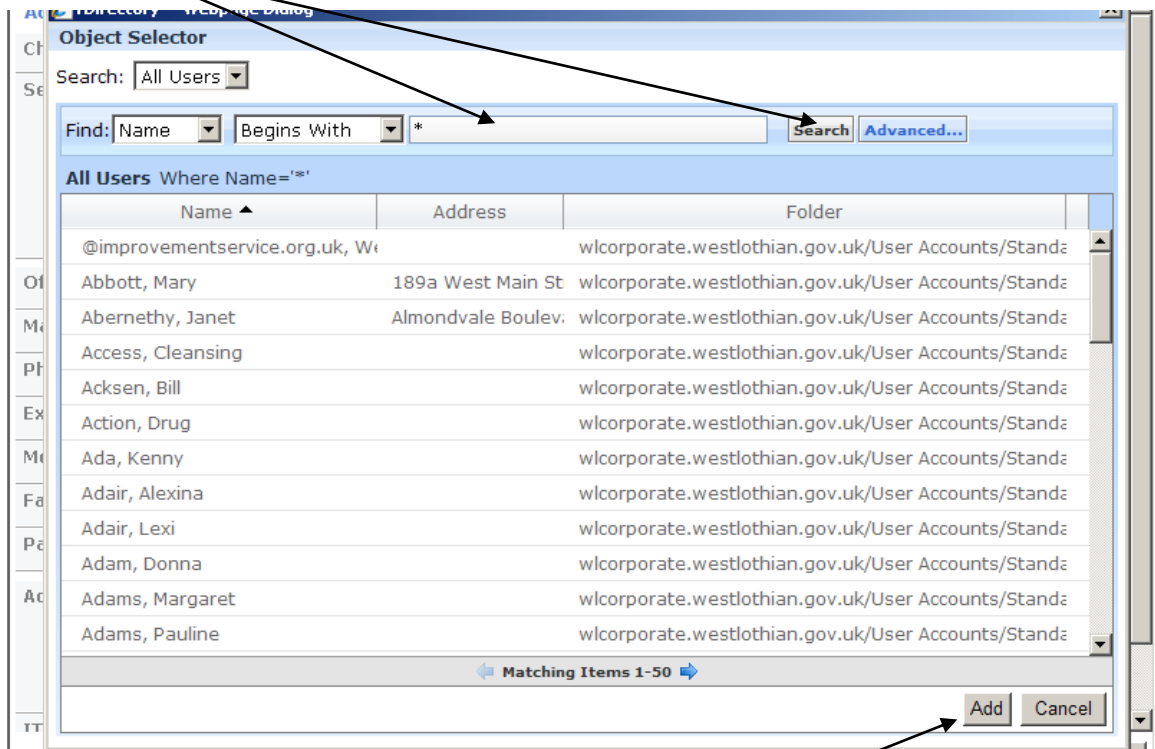 rDirectory -- Webpage Dialog
Object Selector
Search: All Users
Find: Name Begins With * Search Advanced...
All Users Where Name='*'
Name Address Folder
@improvementservice.org.uk, We wlcorporate.westlothian.gov.uk/User Accounts/Standa
Abbott, Mary 189a West Main St wlcorporate.westlothian.gov.uk/User Accounts/Standa
Abernethy, Janet Almondvale Bouleva wlcorporate.westlothian.gov.uk/User Accounts/Standa
Access, Cleansing wlcorporate.westlothian.gov.uk/User Accounts/Standa
Acksen, Bill wlcorporate.westlothian.gov.uk/User Accounts/Standa
Action, Drug wlcorporate.westlothian.gov.uk/User Accounts/Standa
Ada, Kenny wlcorporate.westlothian.gov.uk/User Accounts/Standa
Adair, Alexina wlcorporate.westlothian.gov.uk/User Accounts/Standa
Adair, Lexi wlcorporate.westlothian.gov.uk/User Accounts/Standa
Adam, Donna wlcorporate.westlothian.gov.uk/User Accounts/Standa
Adams, Margaret wlcorporate.westlothian.gov.uk/User Accounts/Standa
Adams, Pauline wlcorporate.westlothian.gov.uk/User Accounts/Standa
Matching Items 1-50
Add Cancel